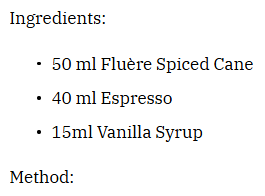 Ingredients:
• 50 ml Fluère Spiced Cane
• 40 ml Espresso
• 15ml Vanilla Syrup
Method: